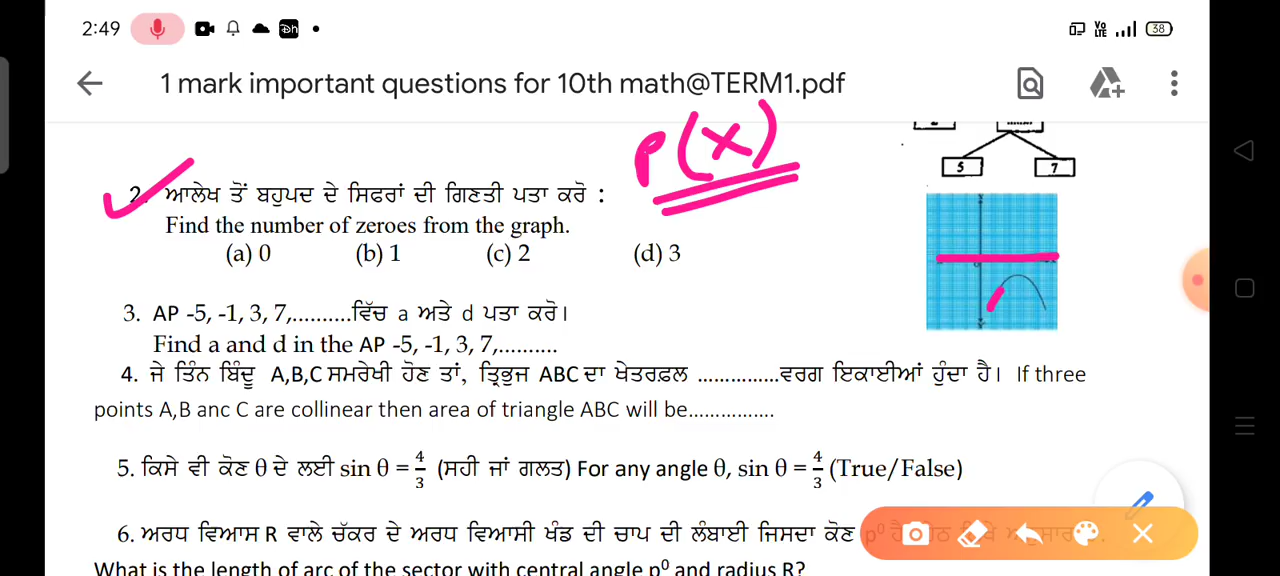 2:49 38
1 mark important questions for 10th math@TERM1.pdf
P(x)
5 7
2. ਆਲੇਖ ਤੋਂ ਬਹੁਪਦ ਦੇ ਸਿਫਰਾਂ ਦੀ ਗਿਣਤੀ ਪਤਾ ਕਰੋ :
Find the number of zeroes from the graph.
(a) 0 (b) 1 (c) 2 (d) 3
3. AP -5, -1, 3, 7,..........ਵਿੱਚ a ਅਤੇ d ਪਤਾ ਕਰੋ।
Find a and d in the AP -5, -1, 3, 7,..........
4. ਜੇ ਤਿੰਨ ਬਿੰਦੂ A,B,C ਸਮਰੇਖੀ ਹੋਣ ਤਾਂ, ਤ੍ਰਿਭੁਜ ABC ਦਾ ਖੇਤਰਫ਼ਲ ..............ਵਰਗ ਇਕਾਈਆਂ ਹੁੰਦਾ ਹੈ। If three
points A,B anc C are collinear then area of triangle ABC will be................
5. ਕਿਸੇ ਵੀ ਕੋਣ θ ਦੇ ਲਈ sin θ = 4/3 (ਸਹੀ ਜਾਂ ਗਲਤ) For any angle θ, sin θ = 4/3 (True/False)
6. ਅਰਧ ਵਿਆਸ R ਵਾਲੇ ਚੱਕਰ ਦੇ ਅਰਧ ਵਿਆਸੀ ਖੰਡ ਦੀ ਚਾਪ ਦੀ ਲੰਬਾਈ ਜਿਸਦਾ ਕੋਣ p⁰
What is the length of arc of the sector with central angle p⁰ and radius R?